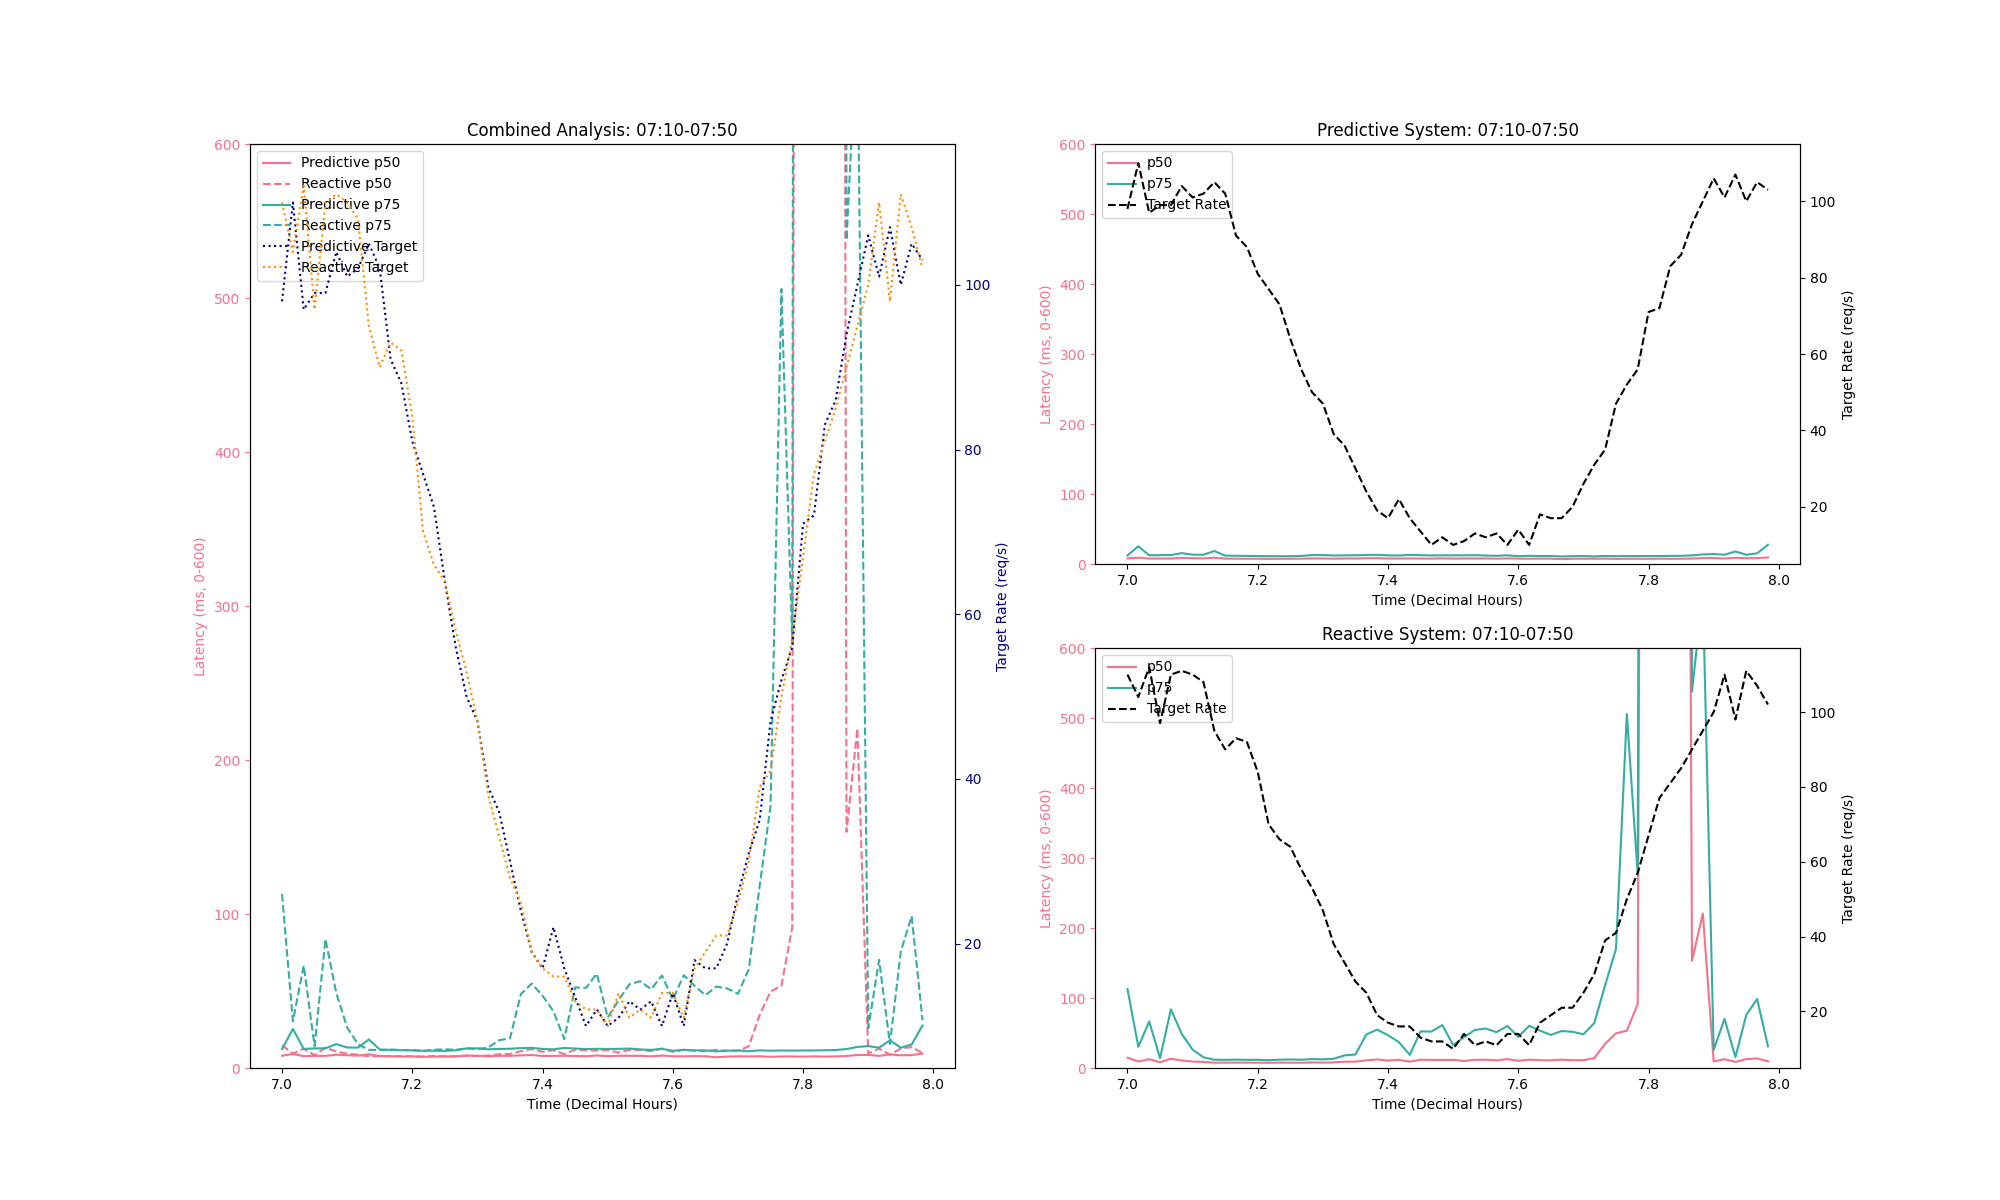 Combined Analysis: 07:10-07:50
600
500
400
300
200
100
0
Latency (ms, 0-600)
Predictive p50
Reactive p50
Predictive p75
Reactive p75
Predictive Target
Reactive Target
100
80
60
40
20
Target Rate (req/s)
7.0 7.2 7.4 7.6 7.8 8.0
Time (Decimal Hours)
Predictive System: 07:10-07:50
600
500
400
300
200
100
0
Latency (ms, 0-600)
p50
p75
Target Rate
100
80
60
40
20
Target Rate (req/s)
7.0 7.2 7.4 7.6 7.8 8.0
Time (Decimal Hours)
Reactive System: 07:10-07:50
600
500
400
300
200
100
0
Latency (ms, 0-600)
p50
p75
Target Rate
100
80
60
40
20
Target Rate (req/s)
7.0 7.2 7.4 7.6 7.8 8.0
Time (Decimal Hours)